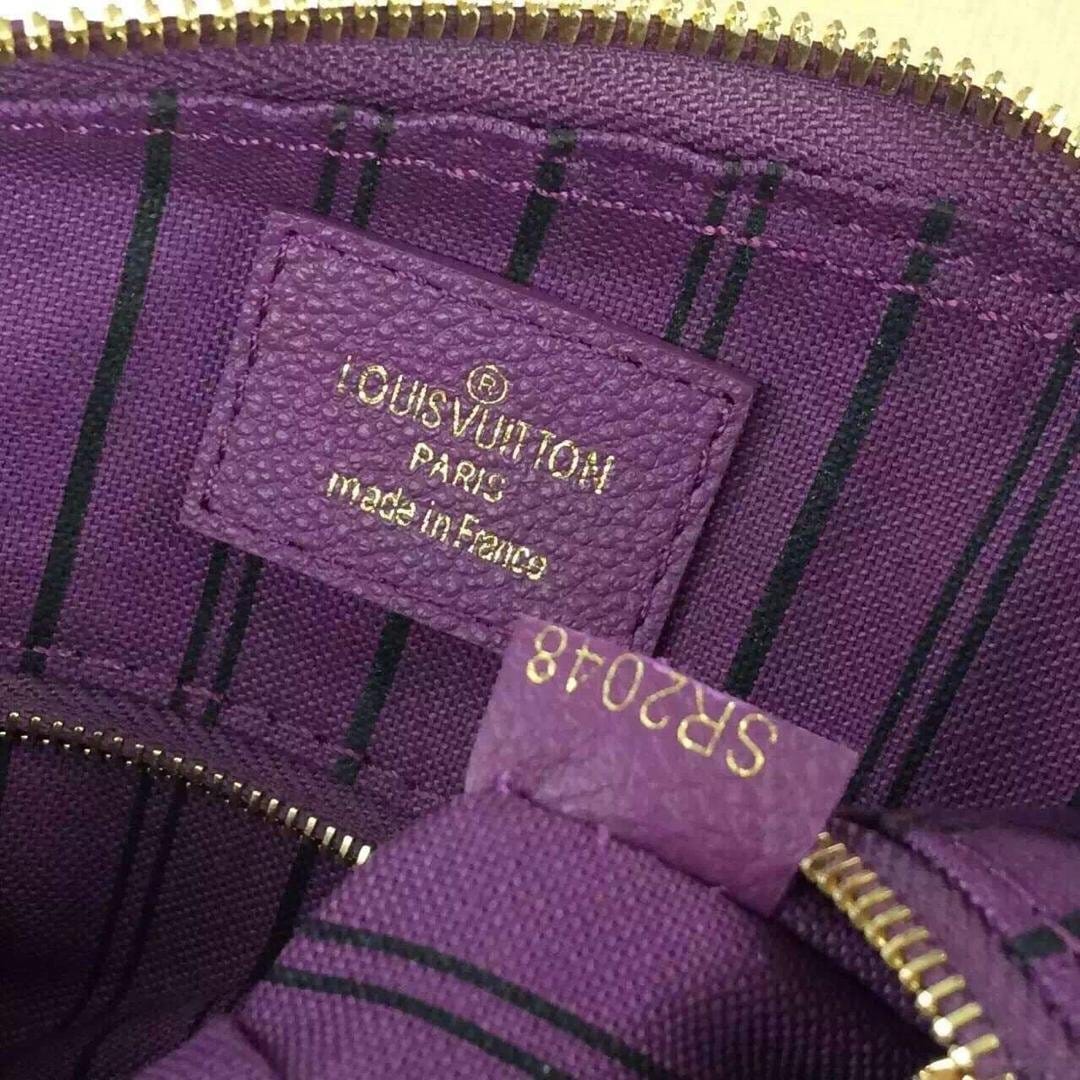 ®
LOUIS VUITTON
PARIS
made in France
SR2048